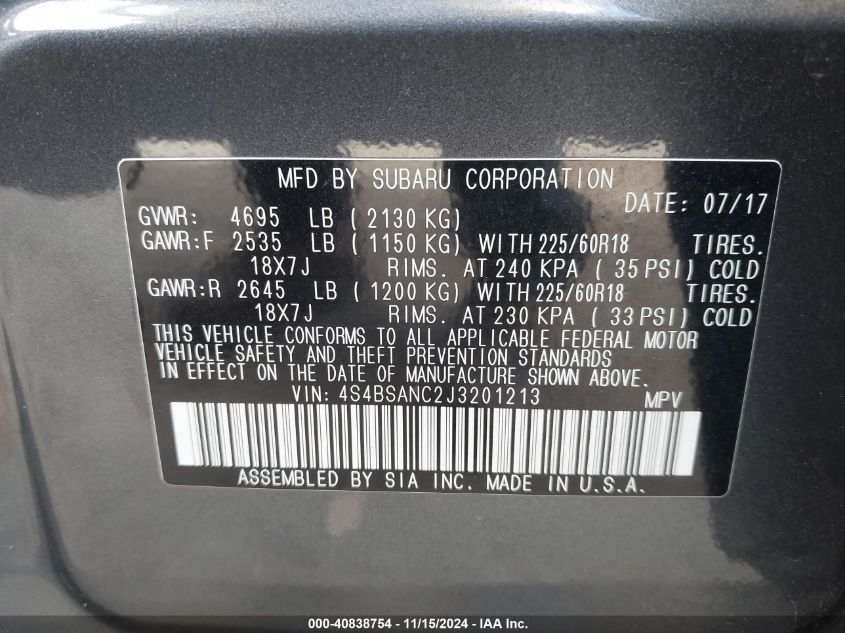 MFD BY SUBARU CORPORATION
DATE: 07/17
GVWR: 4695 LB ( 2130 KG)
GAWR:F 2535 LB ( 1150 KG) WITH 225/60R18 TIRES.
18X7J RIMS. AT 240 KPA ( 35 PSI) COLD
GAWR:R 2645 LB ( 1200 KG) WITH 225/60R18 TIRES.
18X7J RIMS. AT 230 KPA ( 33 PSI) COLD
THIS VEHICLE CONFORMS TO ALL APPLICABLE FEDERAL MOTOR
VEHICLE SAFETY AND THEFT PREVENTION STANDARDS
IN EFFECT ON THE DATE OF MANUFACTURE SHOWN ABOVE.
VIN: 4S4BSANC2J3201213 MPV
ASSEMBLED BY SIA INC. MADE IN U.S.A.
000-40838754 - 11/15/2024 - IAA Inc.